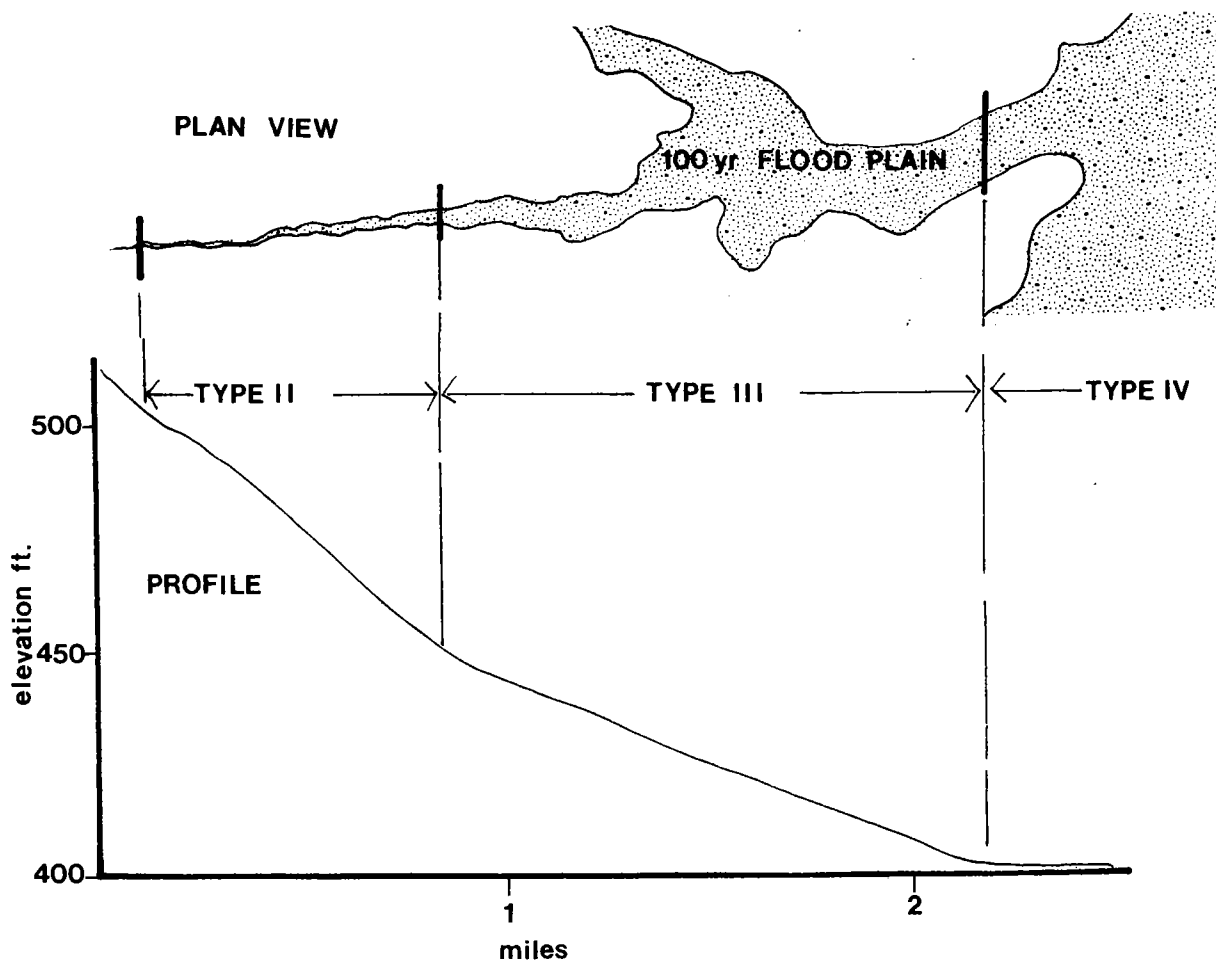 PLAN VIEW
100 yr FLOOD PLAIN
TYPE II
TYPE III
TYPE IV
500
PROFILE
elevation ft.
450
400
1
2
miles